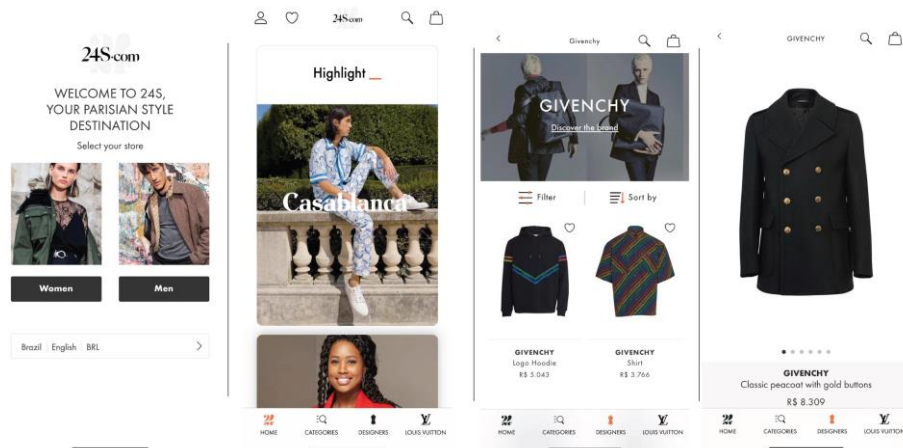 24S.com
WELCOME TO 24S,
YOUR PARISIAN STYLE
DESTINATION
Select your store
Women
Men
Brazil | English | BRL
24S.com
Highlight _
Casablanca
24S
HOME
CATEGORIES
DESIGNERS
LOUIS VUITTON
Givenchy
GIVENCHY
Discover the brand
Filter
Sort by
GIVENCHY
Logo Hoodie
R$ 5.043
GIVENCHY
Shirt
R$ 3.766
24S
HOME
CATEGORIES
DESIGNERS
LOUIS VUITTON
GIVENCHY
GIVENCHY
Classic peacoat with gold buttons
R$ 8.309
24S
HOME
CATEGORIES
DESIGNERS
LOUIS VUITTON